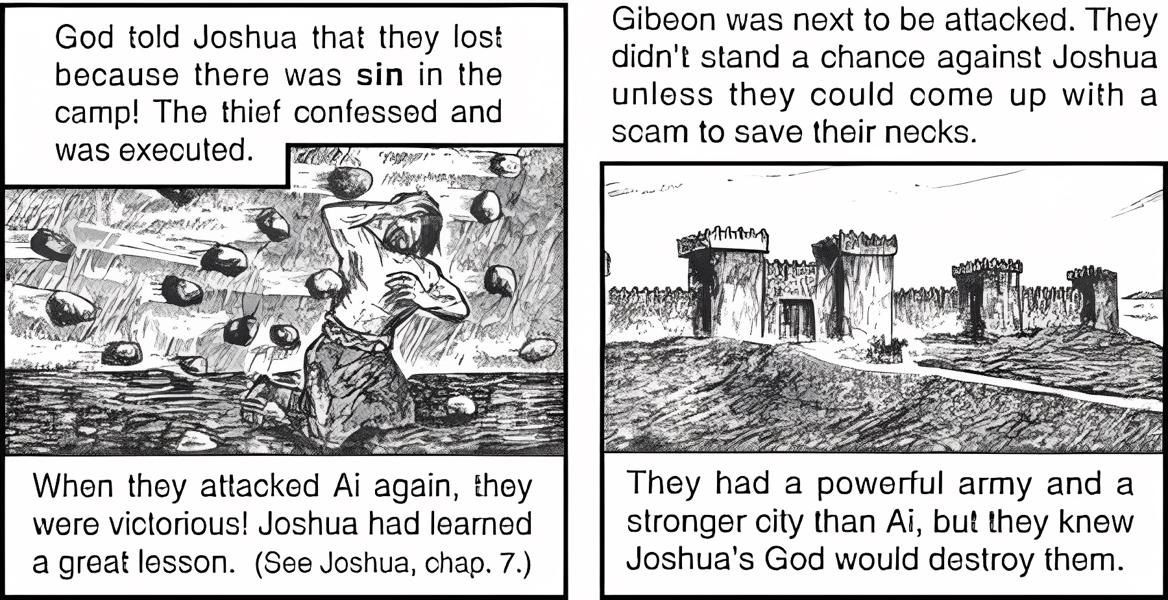 God told Joshua that they lost
because there was sin in the
camp! The thief confessed and
was executed.
When they attacked Ai again, they
were victorious! Joshua had learned
a great lesson. (See Joshua, chap. 7.)
Gibeon was next to be attacked. They
didn't stand a chance against Joshua
unless they could come up with a
scam to save their necks.
They had a powerful army and a
stronger city than Ai, but they knew
Joshua's God would destroy them.